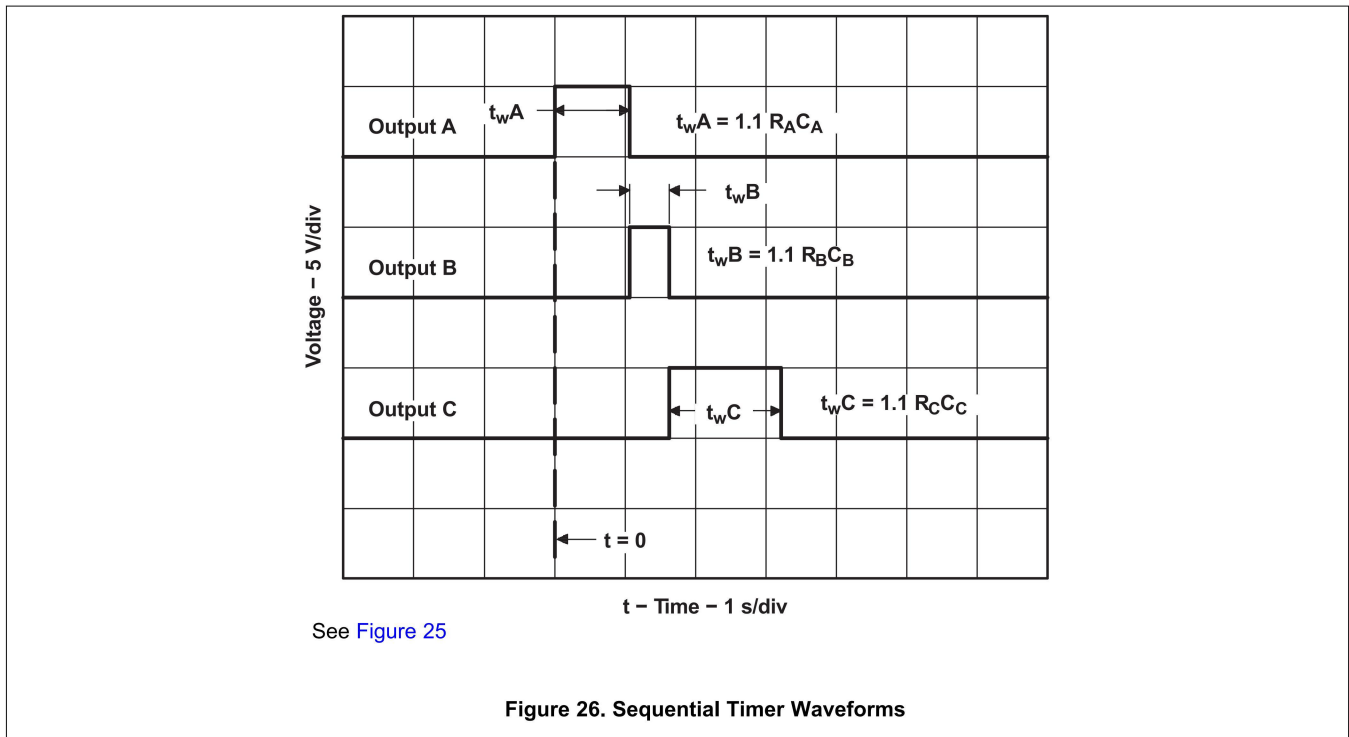 t_wA
Output A
t_wA = 1.1 R_AC_A
t_wB
Output B
t_wB = 1.1 R_BC_B
Voltage − 5 V/div
Output C
t_wC
t_wC = 1.1 R_CC_C
t = 0
t − Time − 1 s/div
See Figure 25
Figure 26. Sequential Timer Waveforms